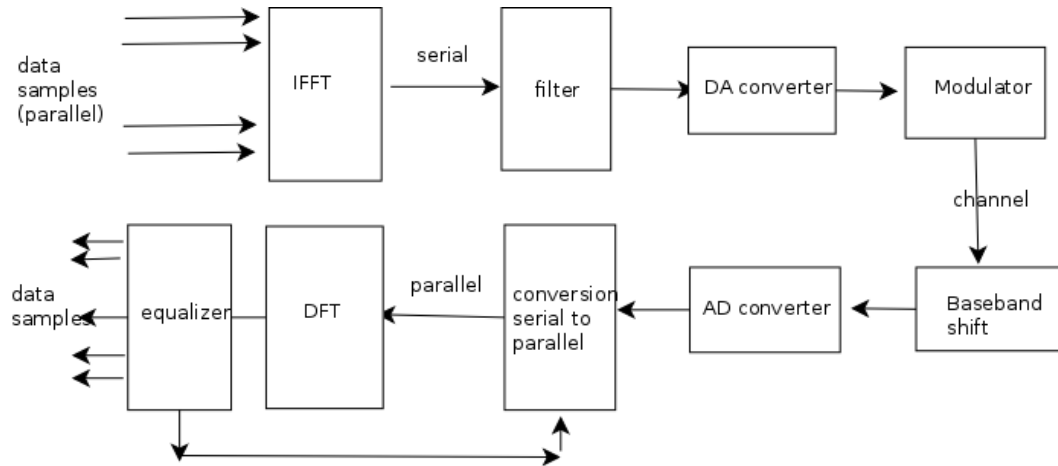 data
samples
(parallel)
IFFT
serial
filter
DA converter
Modulator
channel
data
samples
equalizer
DFT
parallel
conversion
serial to
parallel
AD converter
Baseband
shift